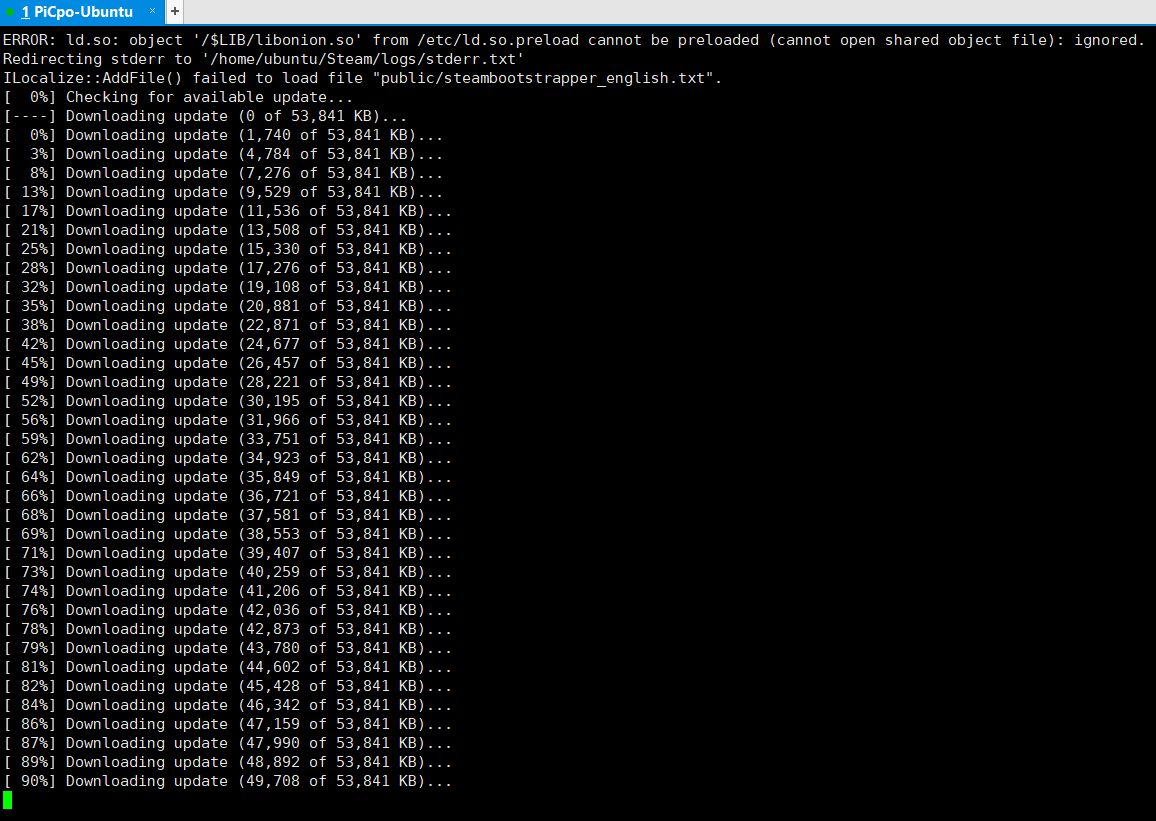 1 PiCpo-Ubuntu × +
ERROR: ld.so: object '/$LIB/libonion.so' from /etc/ld.so.preload cannot be preloaded (cannot open shared object file): ignored.
Redirecting stderr to '/home/ubuntu/Steam/logs/stderr.txt'
ILocalize::AddFile() failed to load file "public/steambootstrapper_english.txt".
[  0%] Checking for available update...
[----] Downloading update (0 of 53,841 KB)...
[  0%] Downloading update (1,740 of 53,841 KB)...
[  3%] Downloading update (4,784 of 53,841 KB)...
[  8%] Downloading update (7,276 of 53,841 KB)...
[ 13%] Downloading update (9,529 of 53,841 KB)...
[ 17%] Downloading update (11,536 of 53,841 KB)...
[ 21%] Downloading update (13,508 of 53,841 KB)...
[ 25%] Downloading update (15,330 of 53,841 KB)...
[ 28%] Downloading update (17,276 of 53,841 KB)...
[ 32%] Downloading update (19,108 of 53,841 KB)...
[ 35%] Downloading update (20,881 of 53,841 KB)...
[ 38%] Downloading update (22,871 of 53,841 KB)...
[ 42%] Downloading update (24,677 of 53,841 KB)...
[ 45%] Downloading update (26,457 of 53,841 KB)...
[ 49%] Downloading update (28,221 of 53,841 KB)...
[ 52%] Downloading update (30,195 of 53,841 KB)...
[ 56%] Downloading update (31,966 of 53,841 KB)...
[ 59%] Downloading update (33,751 of 53,841 KB)...
[ 62%] Downloading update (34,923 of 53,841 KB)...
[ 64%] Downloading update (35,849 of 53,841 KB)...
[ 66%] Downloading update (36,721 of 53,841 KB)...
[ 68%] Downloading update (37,581 of 53,841 KB)...
[ 69%] Downloading update (38,553 of 53,841 KB)...
[ 71%] Downloading update (39,407 of 53,841 KB)...
[ 73%] Downloading update (40,259 of 53,841 KB)...
[ 74%] Downloading update (41,206 of 53,841 KB)...
[ 76%] Downloading update (42,036 of 53,841 KB)...
[ 78%] Downloading update (42,873 of 53,841 KB)...
[ 79%] Downloading update (43,780 of 53,841 KB)...
[ 81%] Downloading update (44,602 of 53,841 KB)...
[ 82%] Downloading update (45,428 of 53,841 KB)...
[ 84%] Downloading update (46,342 of 53,841 KB)...
[ 86%] Downloading update (47,159 of 53,841 KB)...
[ 87%] Downloading update (47,990 of 53,841 KB)...
[ 89%] Downloading update (48,892 of 53,841 KB)...
[ 90%] Downloading update (49,708 of 53,841 KB)...